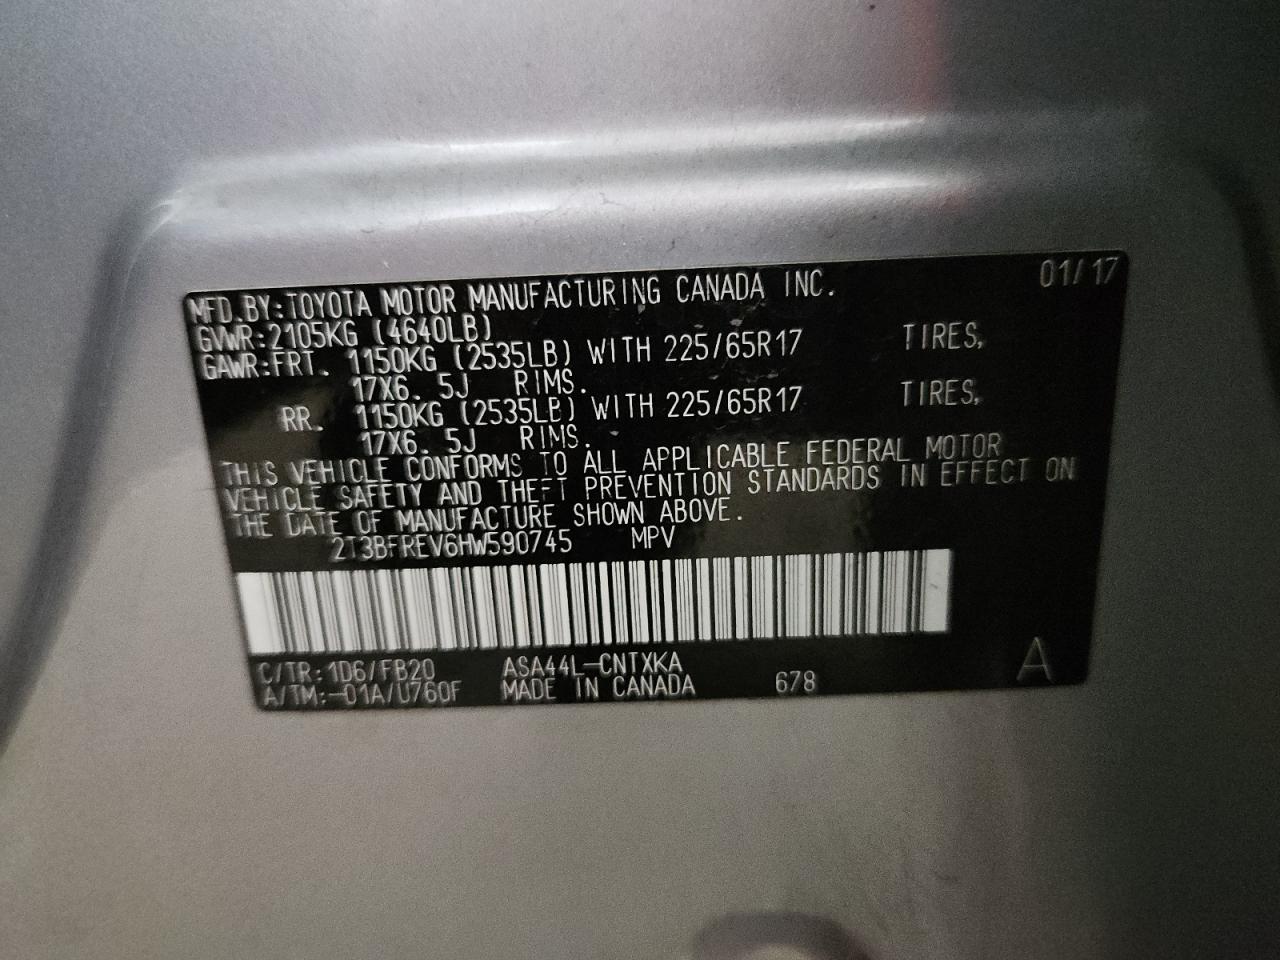 MFD.BY:TOYOTA MOTOR MANUFACTURING CANADA INC. 01/17
GVWR:2105KG (4640LB)
GAWR:FRT. 1150KG (2535LB) WITH 225/65R17 TIRES,
17X6. 5J RIMS.
RR. 1150KG (2535LB) WITH 225/65R17 TIRES,
17X6. 5J RIMS.
THIS VEHICLE CONFORMS TO ALL APPLICABLE FEDERAL MOTOR
VEHICLE SAFETY AND THEFT PREVENTION STANDARDS IN EFFECT ON
THE DATE OF MANUFACTURE SHOWN ABOVE.
2T3BFREV6HW590745 MPV
C/TR:1D6/FB20 ASA44L-CNTXKA
A/TM:-01A/U760F MADE IN CANADA 678 A